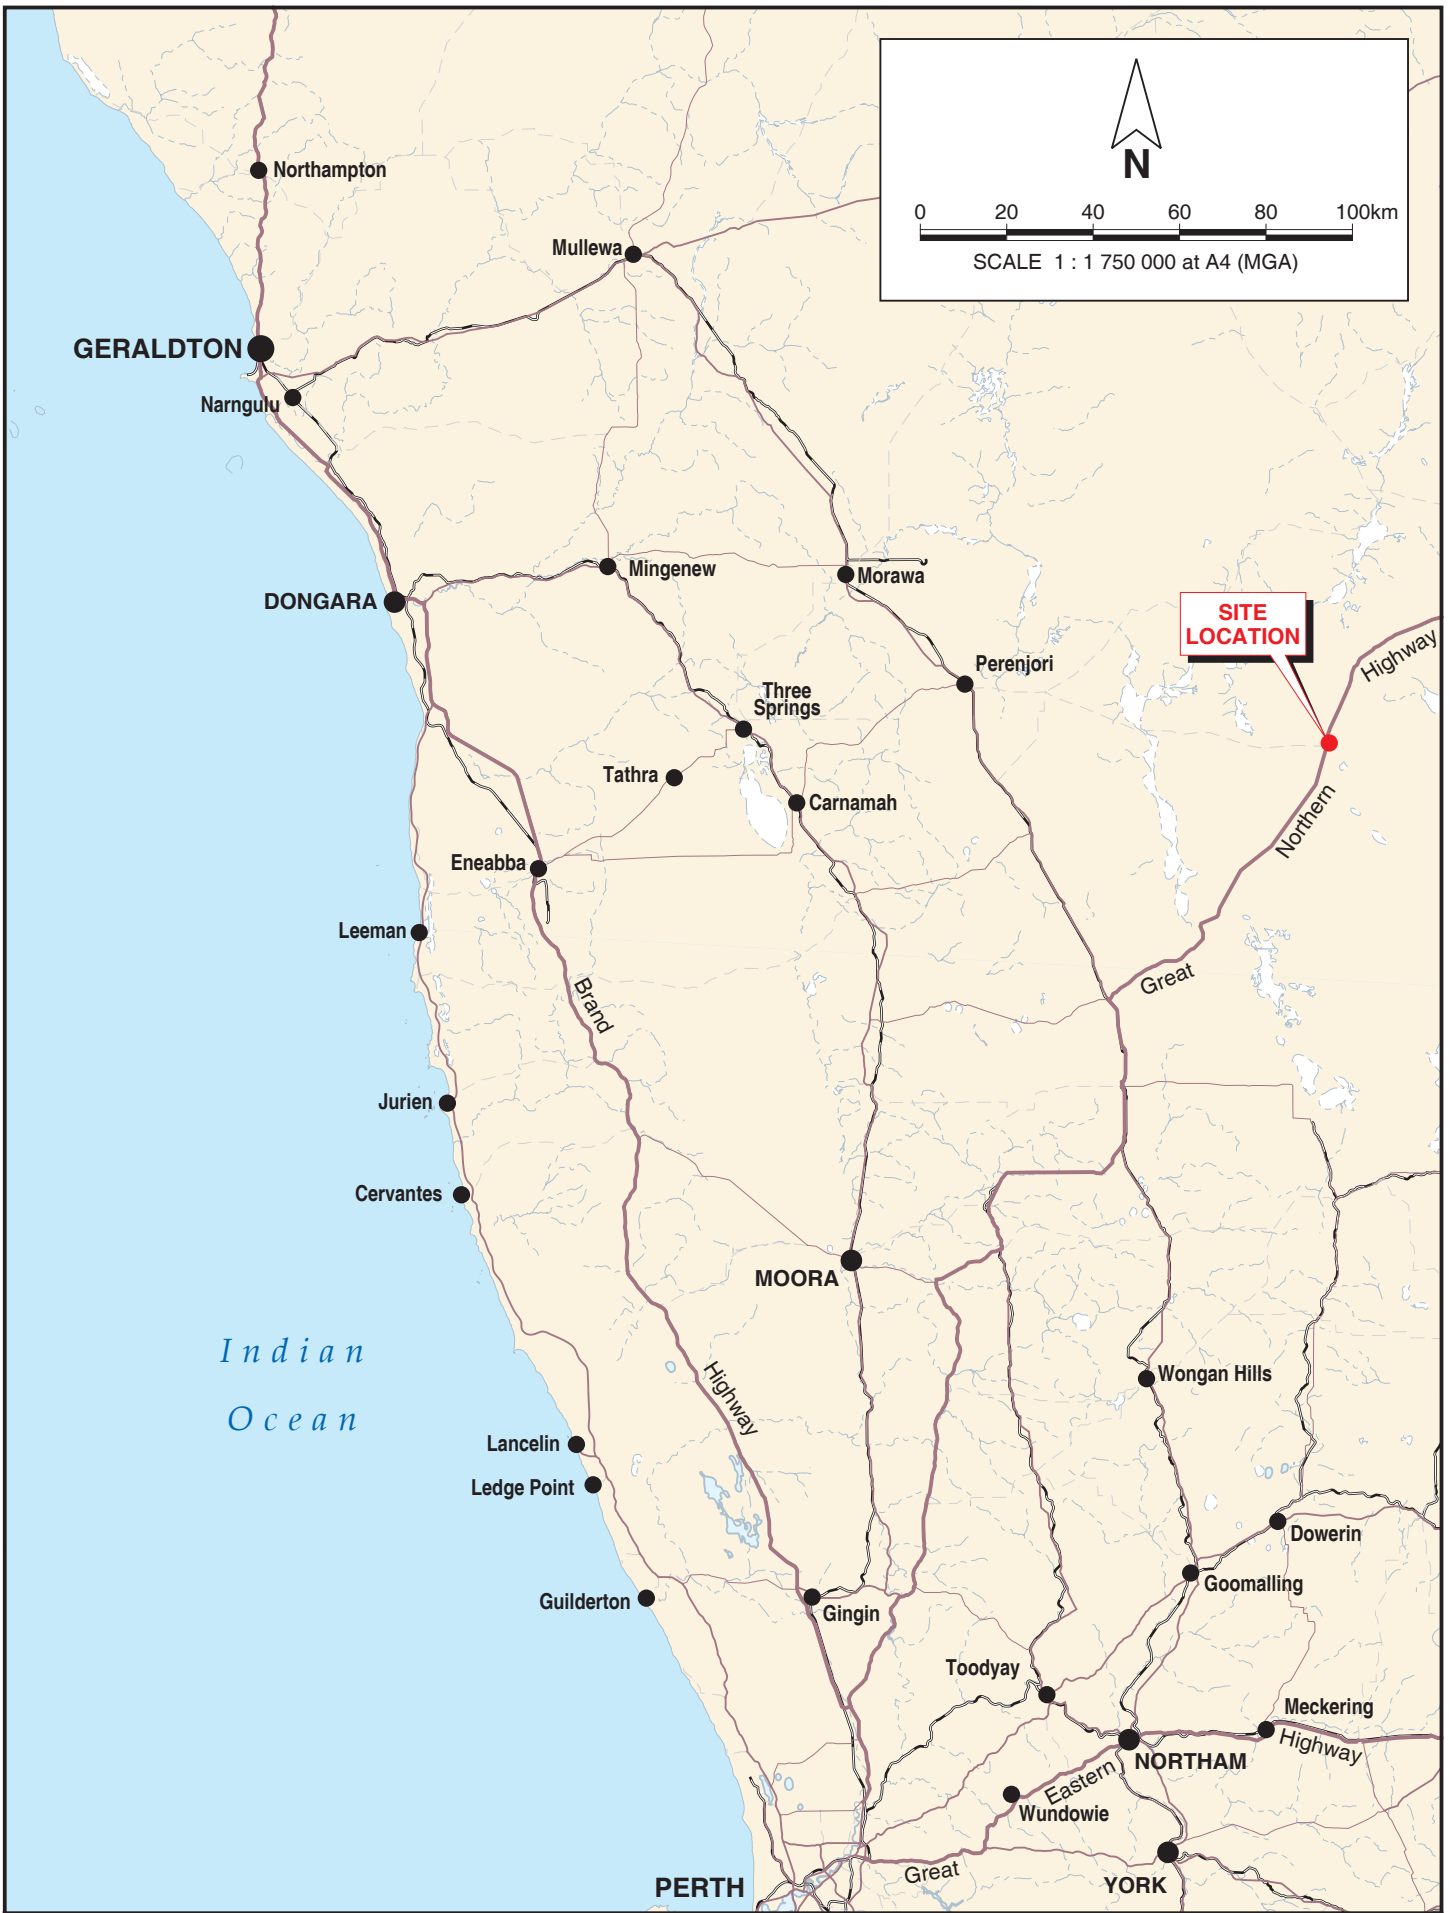 N
0 20 40 60 80 100km
SCALE 1 : 1 750 000 at A4 (MGA)
Northampton
Mullewa
GERALDTON
Narngulu
Mingenew
Morawa
DONGARA
SITE
LOCATION
Highway
Perenjori
Three
Springs
Tathra
Carnamah
Northern
Eneabba
Leeman
Great
Brand
Jurien
Cervantes
MOORA
Indian
Ocean
Highway
Wongan Hills
Lancelin
Ledge Point
Dowerin
Goomalling
Guilderton
Gingin
Toodyay
Meckering
Highway
NORTHAM
Eastern
Wundowie
Great
PERTH
YORK